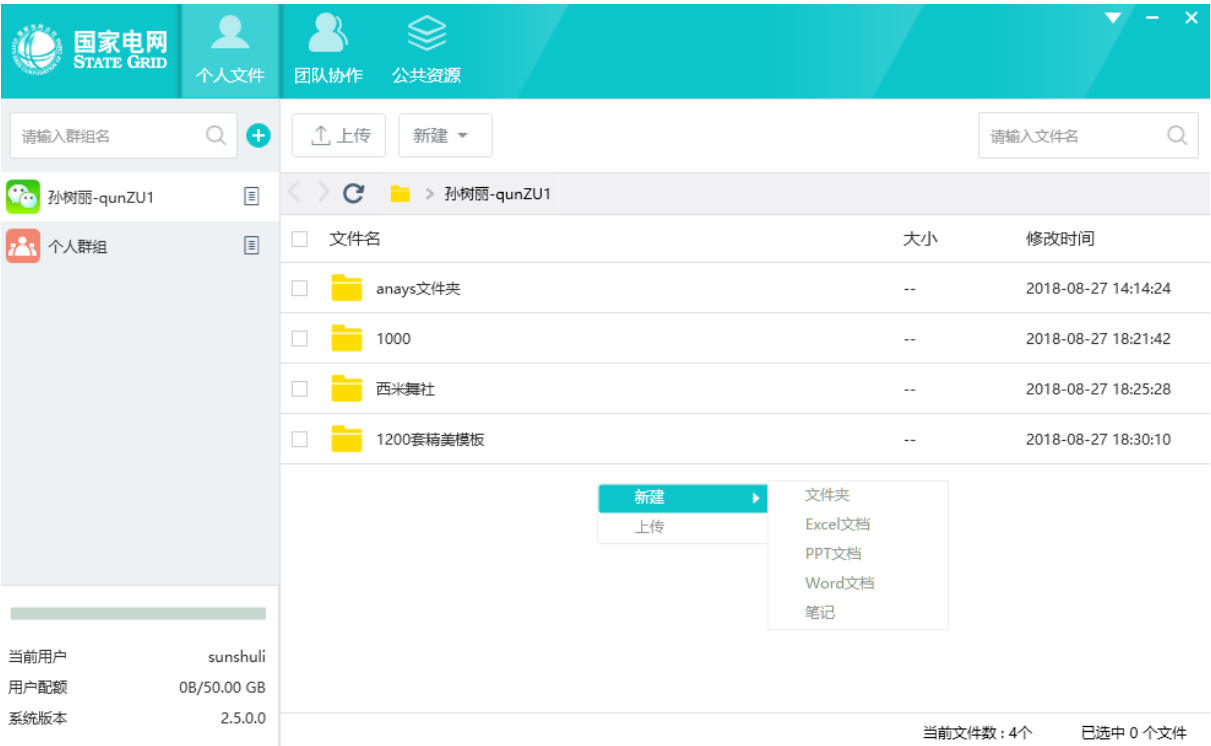 国家电网
STATE GRID
个人文件
团队协作
公共资源
请输入群组名
上传
新建
请输入文件名
孙树丽-qunZU1
个人群组
> 孙树丽-qunZU1
文件名 大小 修改时间
anays文件夹 -- 2018-08-27 14:14:24
1000 -- 2018-08-27 18:21:42
西米舞社 -- 2018-08-27 18:25:28
1200套精美模板 -- 2018-08-27 18:30:10
新建
上传
文件夹
Excel文档
PPT文档
Word文档
笔记
当前用户 sunshuli
用户配额 0B/50.00 GB
系统版本 2.5.0.0
当前文件数：4个 已选中 0 个文件